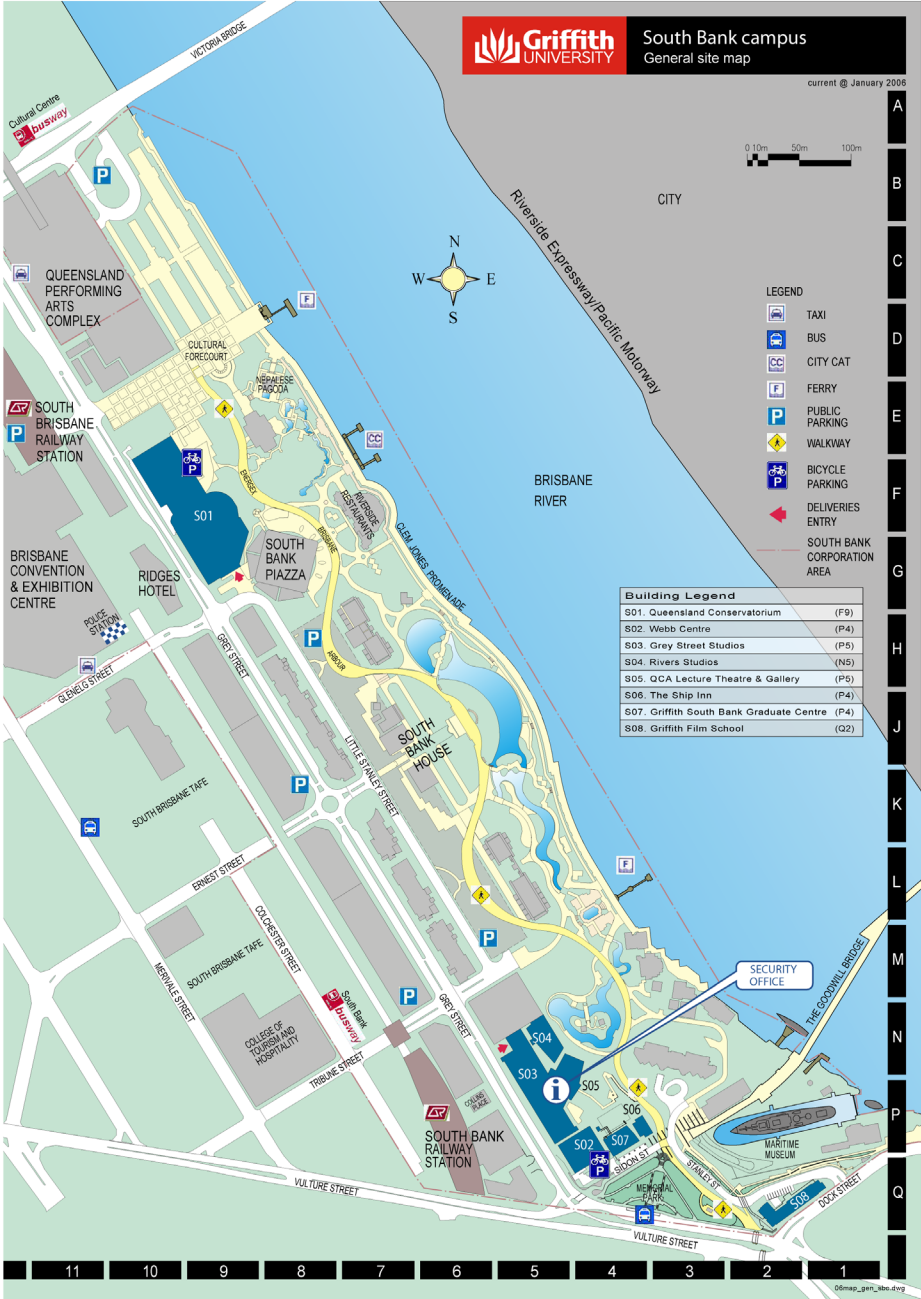 Griffith
UNIVERSITY
South Bank campus
General site map
current @ January 2006
VICTORIA BRIDGE
Cultural Centre
busway
P
A
B
C
D
E
F
G
H
J
K
L
M
N
P
Q
0 10m 50m 100m
CITY
Riverside Expressway/Pacific Motorway
N
W E
S
QUEENSLAND
PERFORMING
ARTS
COMPLEX
F
LEGEND
TAXI
BUS
CC CITY CAT
F FERRY
P PUBLIC
PARKING
WALKWAY
P BICYCLE
PARKING
DELIVERIES
ENTRY
SOUTH BANK
CORPORATION
AREA
CULTURAL
FORECOURT
NEPALESE
PAGODA
SOUTH
BRISBANE
RAILWAY
STATION
P
CC
P
ENERGEX
BRISBANE
ARBOUR
RIVERSIDE
RESTAURANTS
CLEM JONES PROMENADE
BRISBANE
RIVER
S01
SOUTH
BANK
PIAZZA
BRISBANE
CONVENTION
& EXHIBITION
CENTRE
RIDGES
HOTEL
POLICE
STATION
P
GREY STREET
GLENELG STREET
Building Legend
S01. Queensland Conservatorium (F9)
S02. Webb Centre (P4)
S03. Grey Street Studios (P5)
S04. Rivers Studios (N5)
S05. QCA Lecture Theatre & Gallery (P5)
S06. The Ship Inn (P4)
S07. Griffith South Bank Graduate Centre (P4)
S08. Griffith Film School (Q2)
SOUTH
BANK
HOUSE
LITTLE STANLEY STREET
P
SOUTH BRISBANE TAFE
ERNEST STREET
F
COLCHESTER STREET
SOUTH BRISBANE TAFE
MERIVALE STREET
P
SECURITY
OFFICE
THE GOODWILL BRIDGE
South Bank
busway
P
GREY STREET
COLLEGE OF
TOURISM AND
HOSPITALITY
TRIBUNE STREET
S04
S03
i
S05
S06
S02
S07
COLLINS
PLACE
SOUTH BANK
RAILWAY
STATION
P
SIDON ST
STANLEY ST
MARITIME
MUSEUM
MEMORIAL
PARK
S08
DOCK STREET
VULTURE STREET
VULTURE STREET
11 10 9 8 7 6 5 4 3 2 1
06map_gen_sbo.dwg